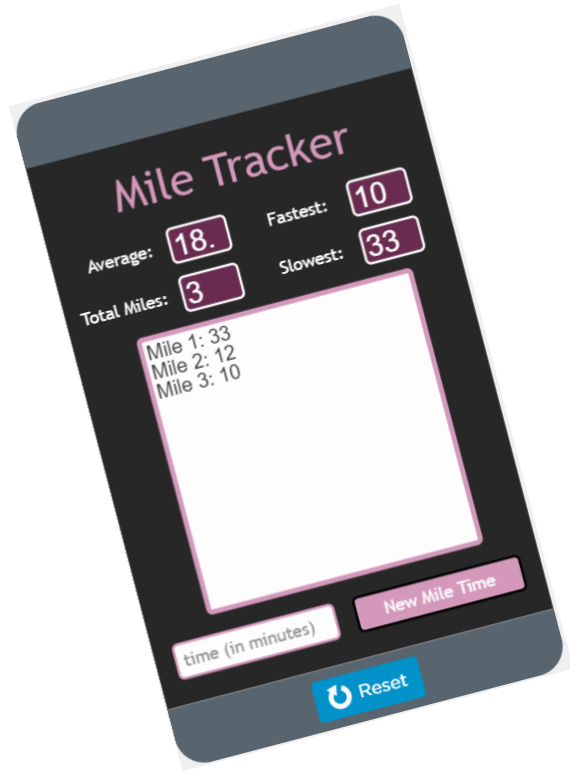 Mile Tracker
Average: 18.
Fastest: 10
Total Miles: 3
Slowest: 33
Mile 1: 33
Mile 2: 12
Mile 3: 10
time (in minutes)
New Mile Time
Reset